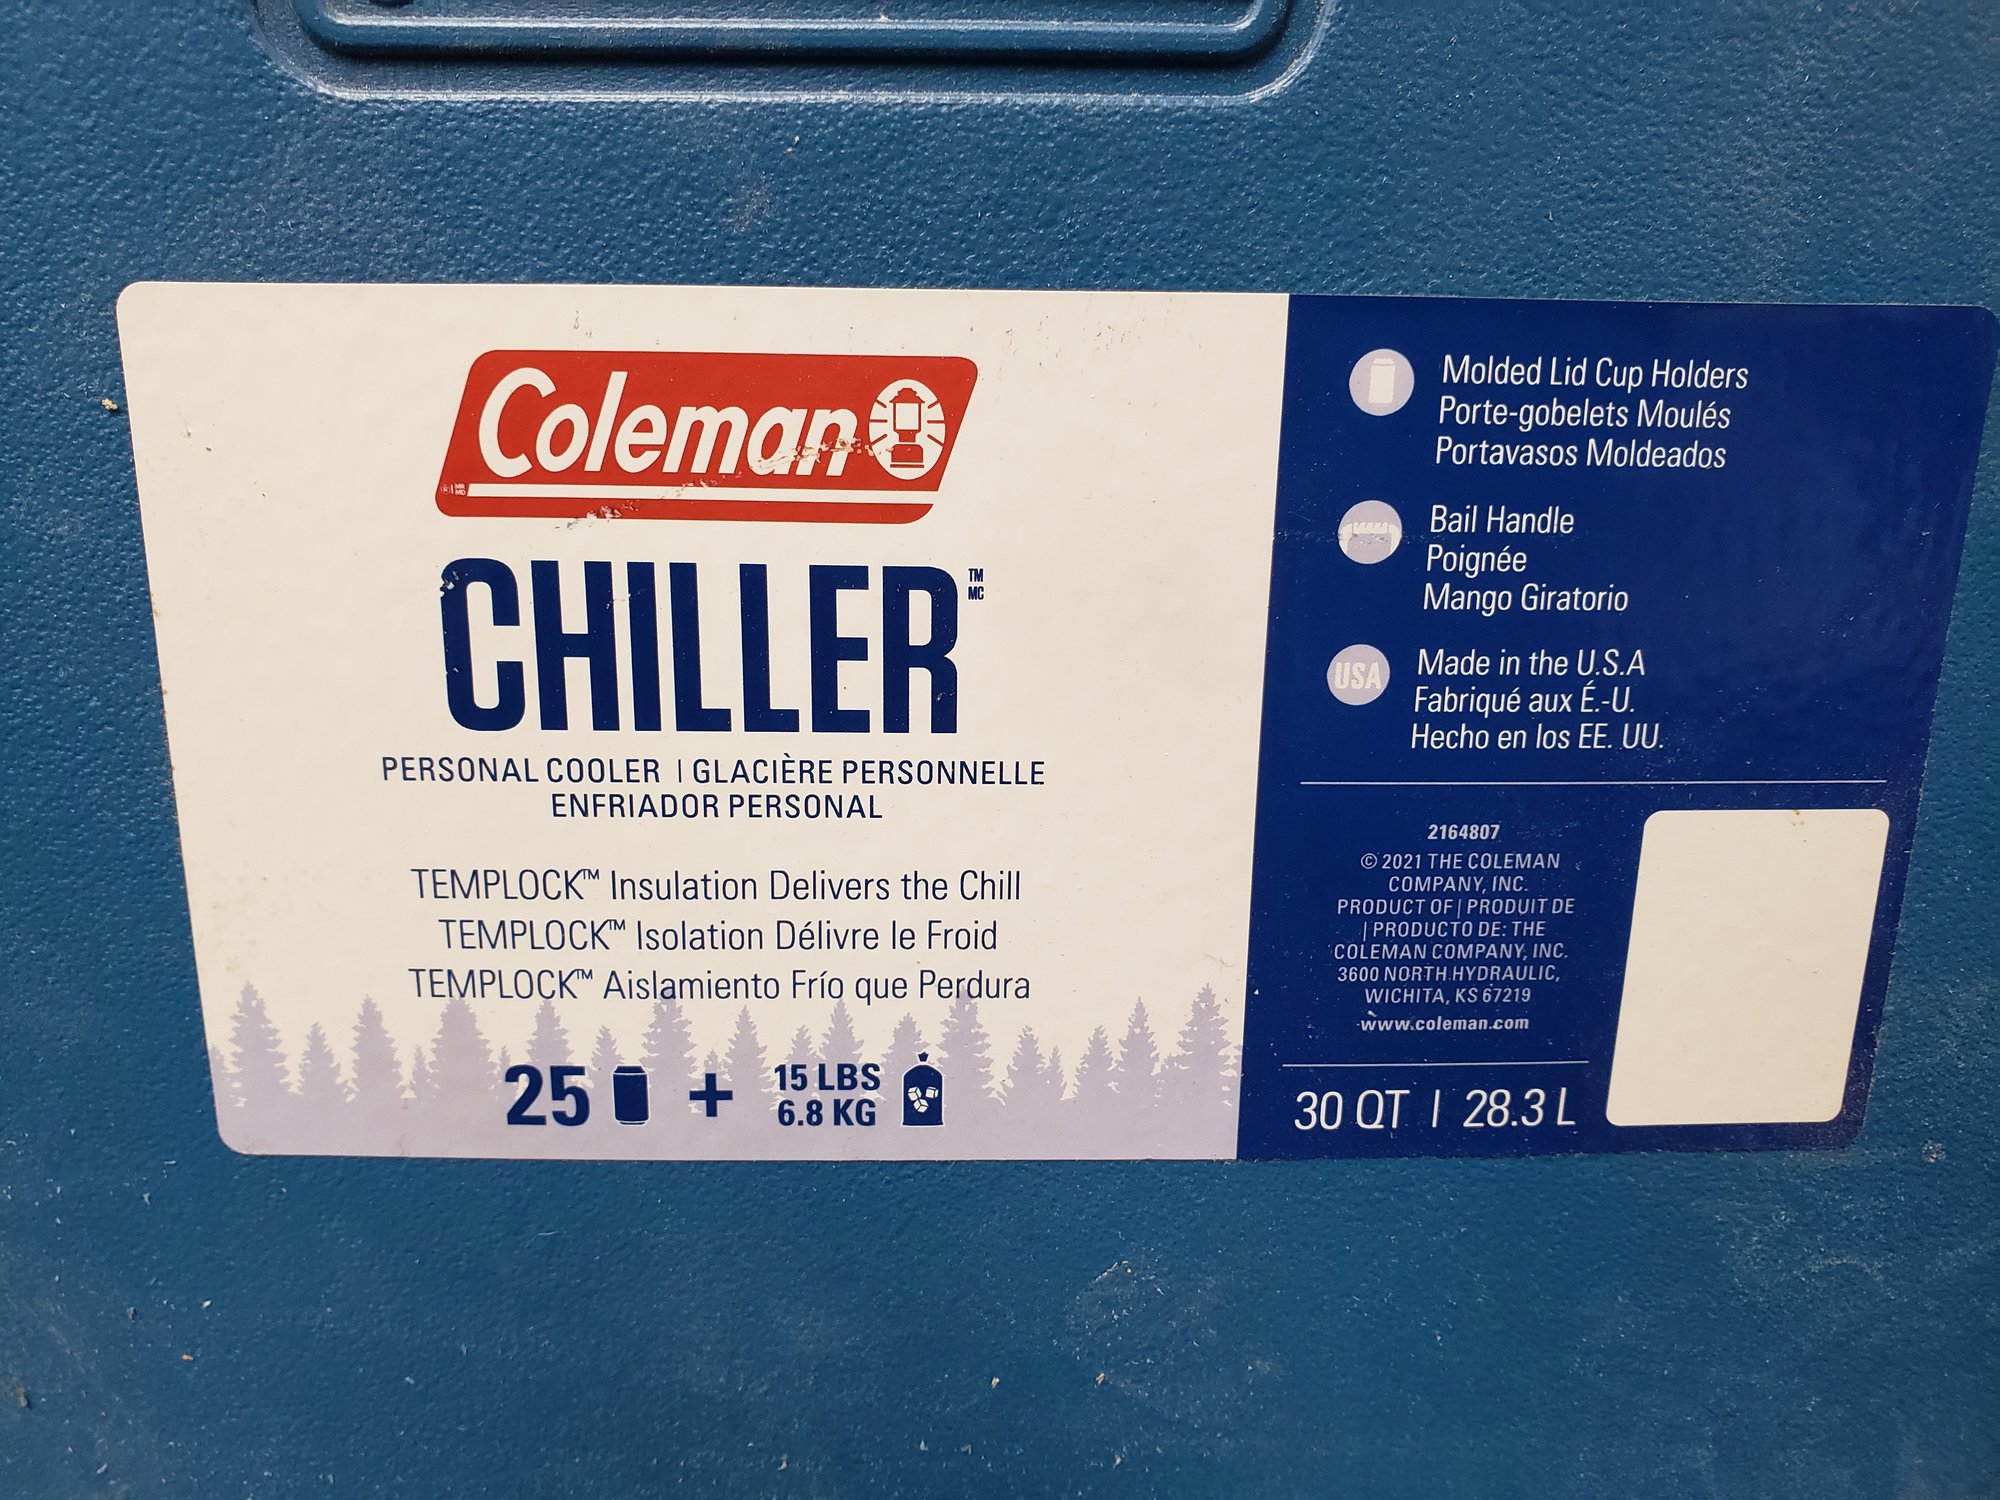 Coleman
® MR MD
CHILLER™ MC
PERSONAL COOLER | GLACIÈRE PERSONNELLE
ENFRIADOR PERSONAL
TEMPLOCK™ Insulation Delivers the Chill
TEMPLOCK™ Isolation Délivre le Froid
TEMPLOCK™ Aislamiento Frío que Perdura
25 + 15 LBS
6.8 KG
Molded Lid Cup Holders
Porte-gobelets Moulés
Portavasos Moldeados
Bail Handle
Poignée
Mango Giratorio
USA
Made in the U.S.A
Fabriqué aux É.-U.
Hecho en los EE. UU.
2164807
© 2021 THE COLEMAN
COMPANY, INC.
PRODUCT OF | PRODUIT DE
| PRODUCTO DE: THE
COLEMAN COMPANY, INC.
3600 NORTH HYDRAULIC,
WICHITA, KS 67219
www.coleman.com
30 QT | 28.3 L